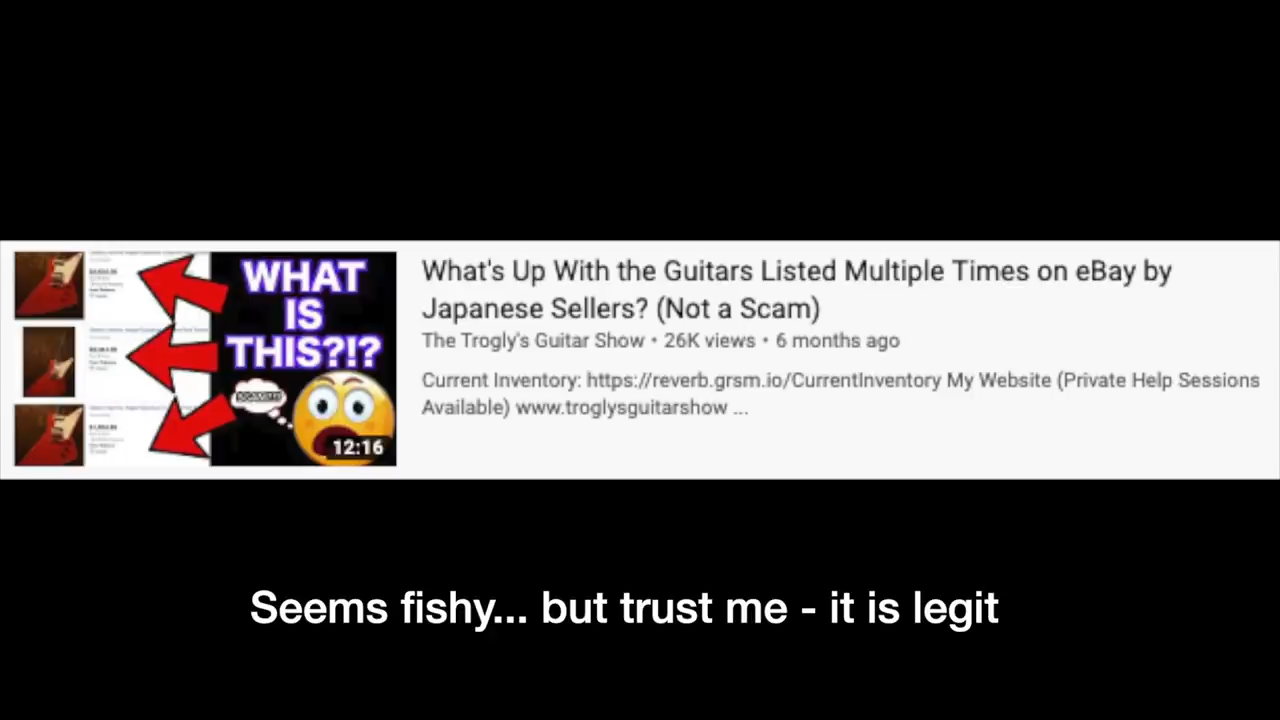 WHAT
IS
THIS?!?
SCAM!?!?
12:16
What's Up With the Guitars Listed Multiple Times on eBay by
Japanese Sellers? (Not a Scam)
The Trogly's Guitar Show • 26K views • 6 months ago
Current Inventory: https://reverb.grsm.io/CurrentInventory My Website (Private Help Sessions
Available) www.troglysguitarshow ...
Seems fishy... but trust me - it is legit